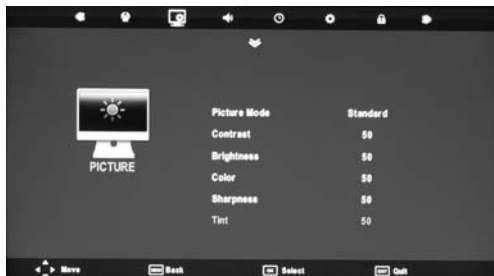 Picture Mode Standard
Contrast 50
Brightness 50
Color 50
Sharpness 50
Tint 50
PICTURE
Move Back Select Quit